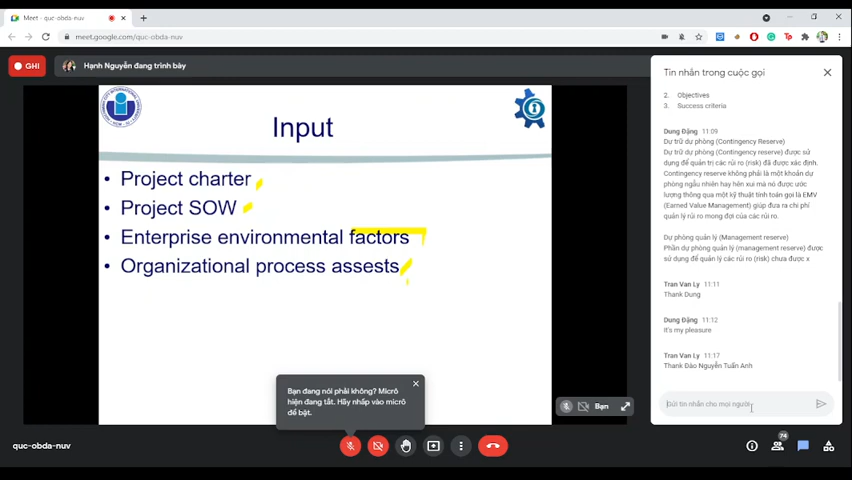 Meet - quc-obda-nuv
meet.google.com/quc-obda-nuv
GHI
Hạnh Nguyễn đang trình bày
Input
• Project charter
• Project SOW
• Enterprise environmental factors
• Organizational process assests
Bạn đang nói phải không? Micrô
hiện đang tắt. Hãy nhấp vào micrô
để bật.
Bạn
Tin nhắn trong cuộc gọi
2. Objectives
3. Success criteria
Dung Đặng 11:09
Dự trữ dự phòng (Contingency Reserve)
Dự trữ dự phòng (Contingency reserve) được sử
dụng để quản trị các rủi ro (risk) đã được xác định.
Contingency reserve không phải là một khoản dự
phòng ngẫu nhiên hay hên xui mà nó được ước
lượng thông qua một kỹ thuật tính toán gọi là EMV
(Earned Value Management) giúp đưa ra chi phí
quản lý rủi ro mong đợi của các rủi ro.
Dự phòng quản lý (Management reserve)
Phần dự phòng quản lý (management reserve) được
sử dụng để quản lý các rủi ro (risk) chưa được x
Tran Van Ly 11:11
Thank Dung
Dung Đặng 11:12
It's my pleasure
Tran Van Ly 11:17
Thank Đào Nguyễn Tuấn Anh
Gửi tin nhắn cho mọi người
quc-obda-nuv
74